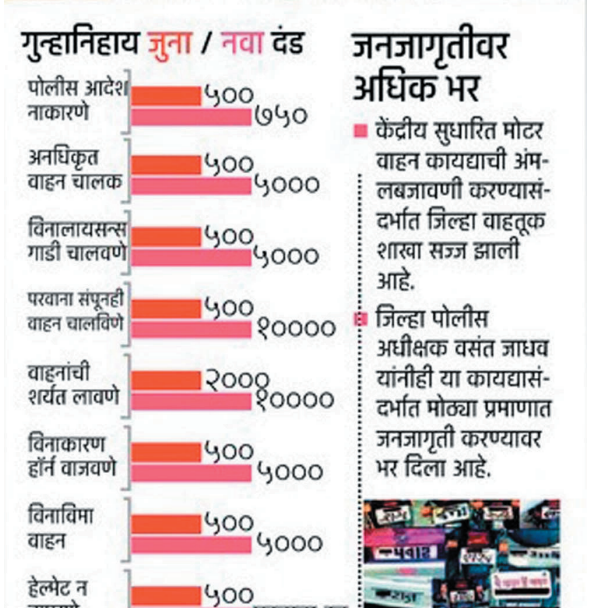 गुन्हानिहाय जुना / नवा दंड
पोलीस आदेश
नाकारणे
५००
७५०
अनधिकृत
वाहन चालक
५००
५०००
विनालायसन्स
गाडी चालवणे
५००
५०००
परवाना संपूनही
वाहन चालविणे
५००
१००००
वाहनांची
शर्यत लावणे
२०००
१००००
विनाकारण
हॉर्न वाजवणे
५००
५०००
विनाविमा
वाहन
५००
५०००
हेल्मेट न
५००
जनजागृतीवर
अधिक भर
केंद्रीय सुधारित मोटर
वाहन कायद्याची अंम-
लबजावणी करण्यासं-
दर्भात जिल्हा वाहतूक
शाखा सज्ज झाली
आहे.
जिल्हा पोलीस
अधीक्षक वसंत जाधव
यांनीही या कायद्यासं-
दर्भात मोठ्या प्रमाणात
जनजागृती करण्यावर
भर दिला आहे.
पवार